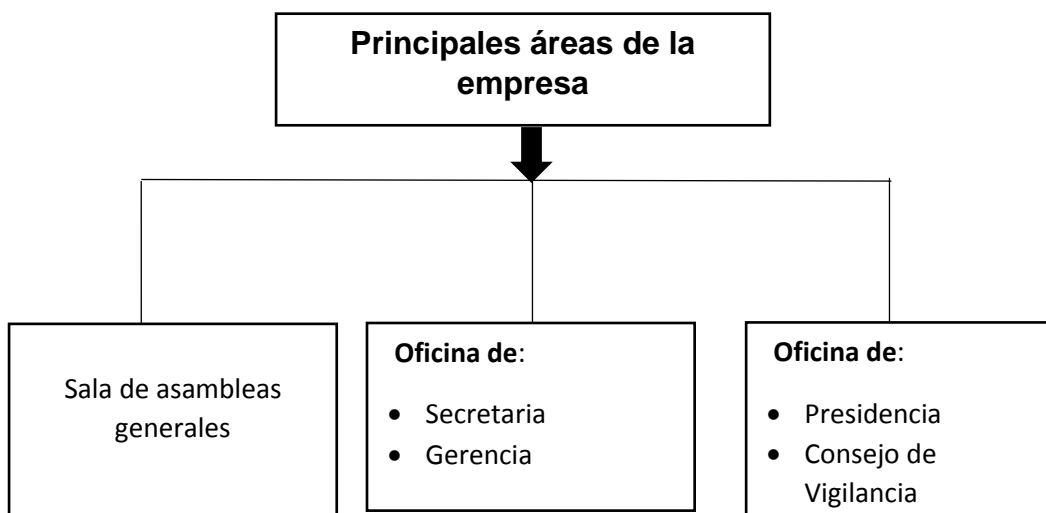 Principales áreas de la
empresa
Sala de asambleas
generales
Oficina de:
• Secretaria
• Gerencia
Oficina de:
• Presidencia
• Consejo de
Vigilancia